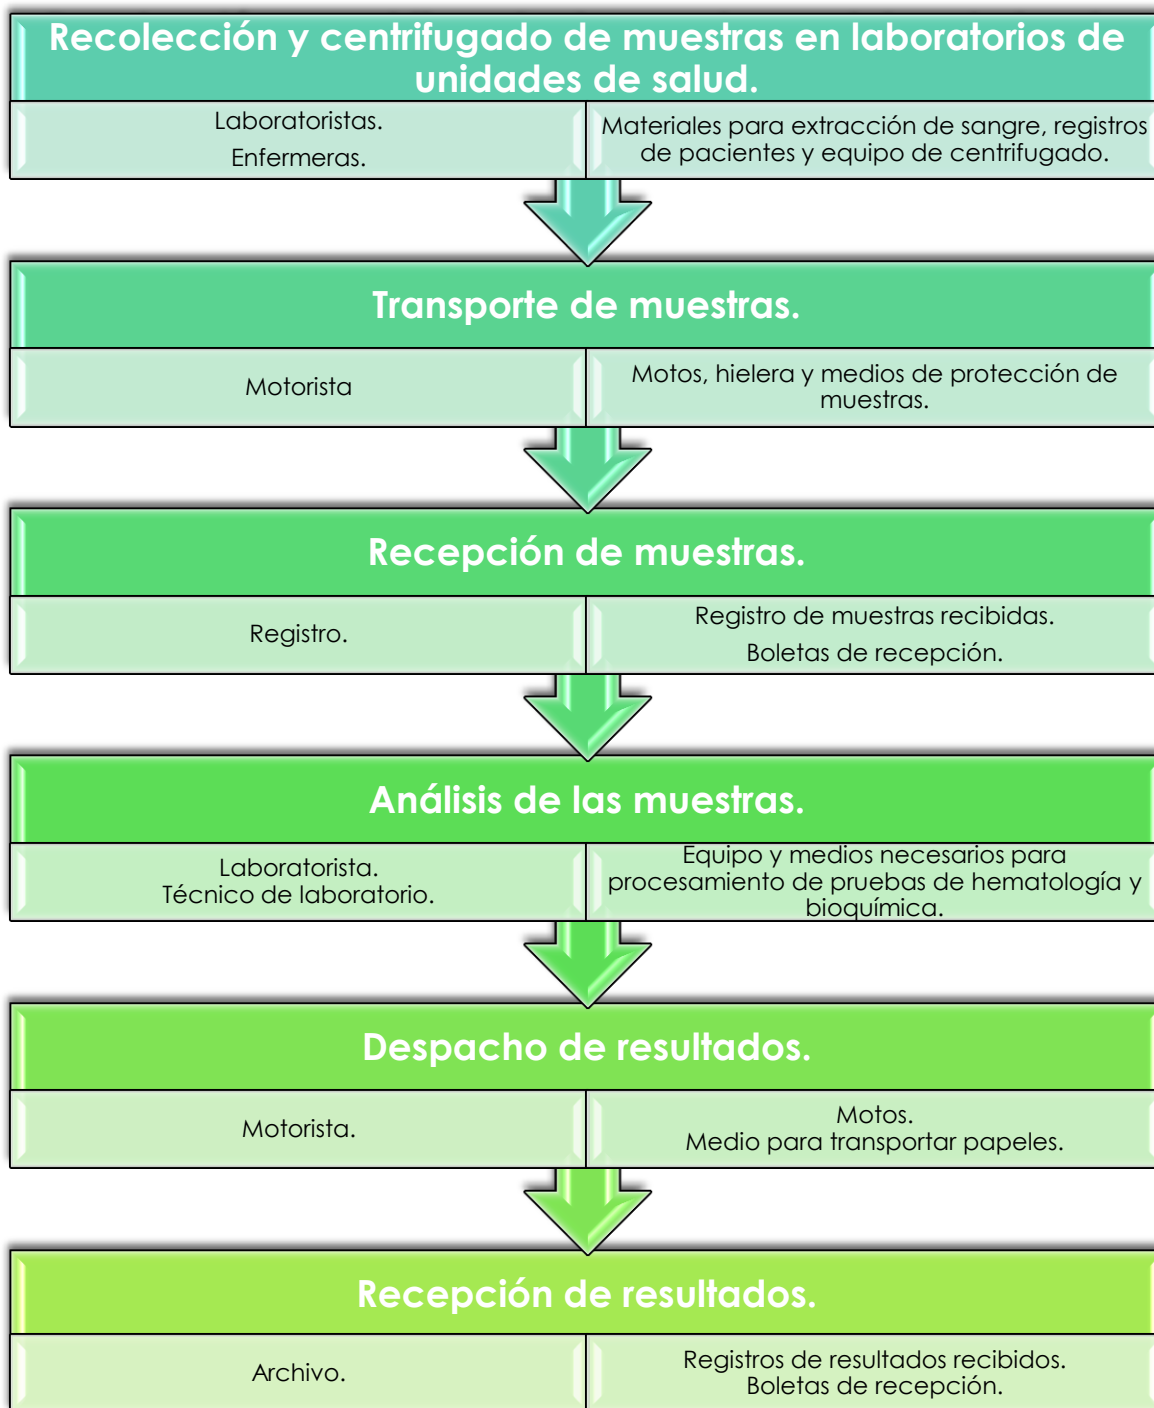 Recolección y centrifugado de muestras en laboratorios de
unidades de salud.
Laboratoristas.
Enfermeras.
Materiales para extracción de sangre, registros
de pacientes y equipo de centrifugado.
Transporte de muestras.
Motorista
Motos, hielera y medios de protección de
muestras.
Recepción de muestras.
Registro.
Registro de muestras recibidas.
Boletas de recepción.
Análisis de las muestras.
Laboratorista.
Técnico de laboratorio.
Equipo y medios necesarios para
procesamiento de pruebas de hematología y
bioquímica.
Despacho de resultados.
Motorista.
Motos.
Medio para transportar papeles.
Recepción de resultados.
Archivo.
Registros de resultados recibidos.
Boletas de recepción.